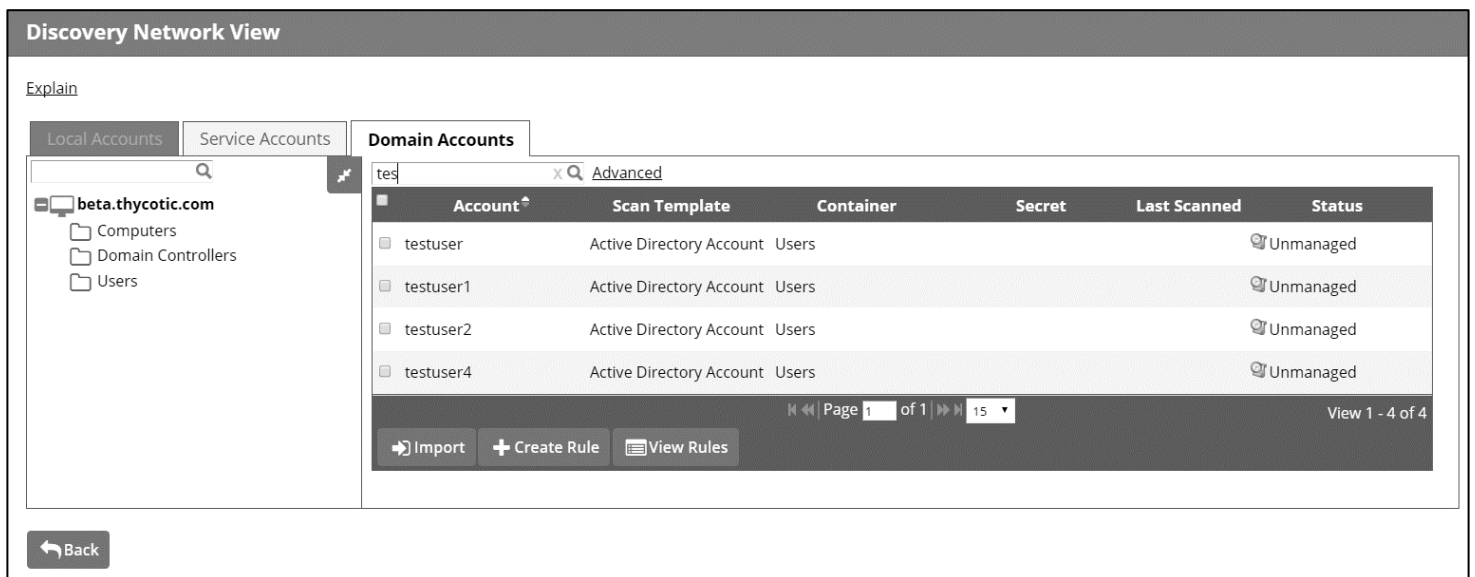 Discovery Network View
Explain
Local Accounts Service Accounts Domain Accounts
tes x Advanced
beta.thycotic.com
Computers
Domain Controllers
Users
Account Scan Template Container Secret Last Scanned Status
testuser Active Directory Account Users Unmanaged
testuser1 Active Directory Account Users Unmanaged
testuser2 Active Directory Account Users Unmanaged
testuser4 Active Directory Account Users Unmanaged
Page 1 of 1 15 View 1 - 4 of 4
Import Create Rule View Rules
Back